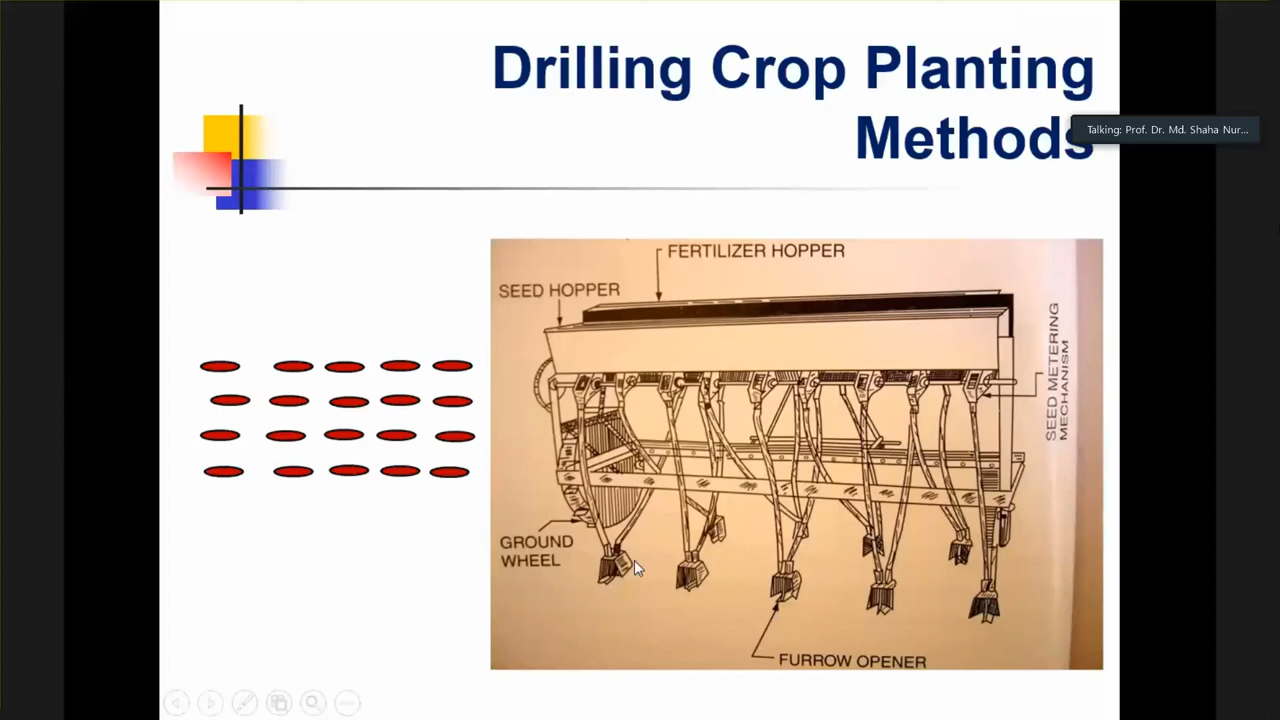 Drilling Crop Planting
Methods
Talking: Prof. Dr. Md. Shaha Nur...
FERTILIZER HOPPER
SEED HOPPER
SEED METERING
MECHANISM
GROUND
WHEEL
FURROW OPENER